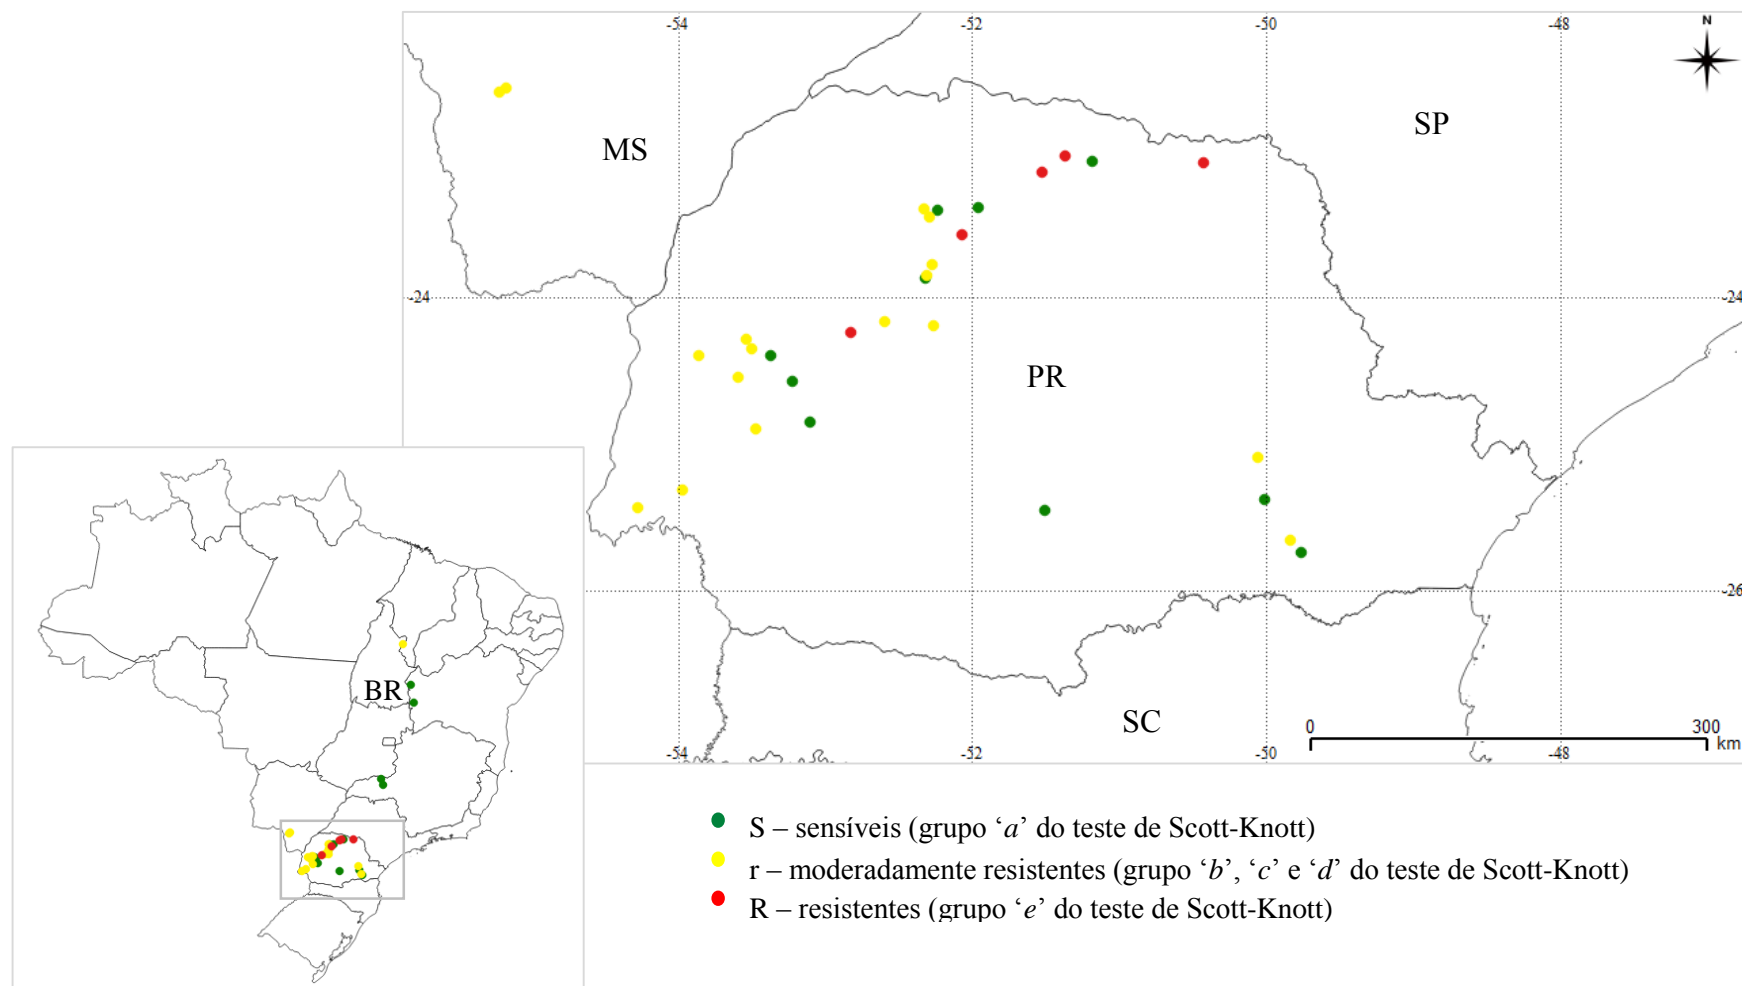 -54
-52
-50
-48
N
SP
MS
-24
-24
PR
-26
BR
SC
0
300
km
-54
-52
-50
-48
S – sensíveis (grupo ‘a’ do teste de Scott-Knott)
r – moderadamente resistentes (grupo ‘b’, ‘c’ e ‘d’ do teste de Scott-Knott)
R – resistentes (grupo ‘e’ do teste de Scott-Knott)